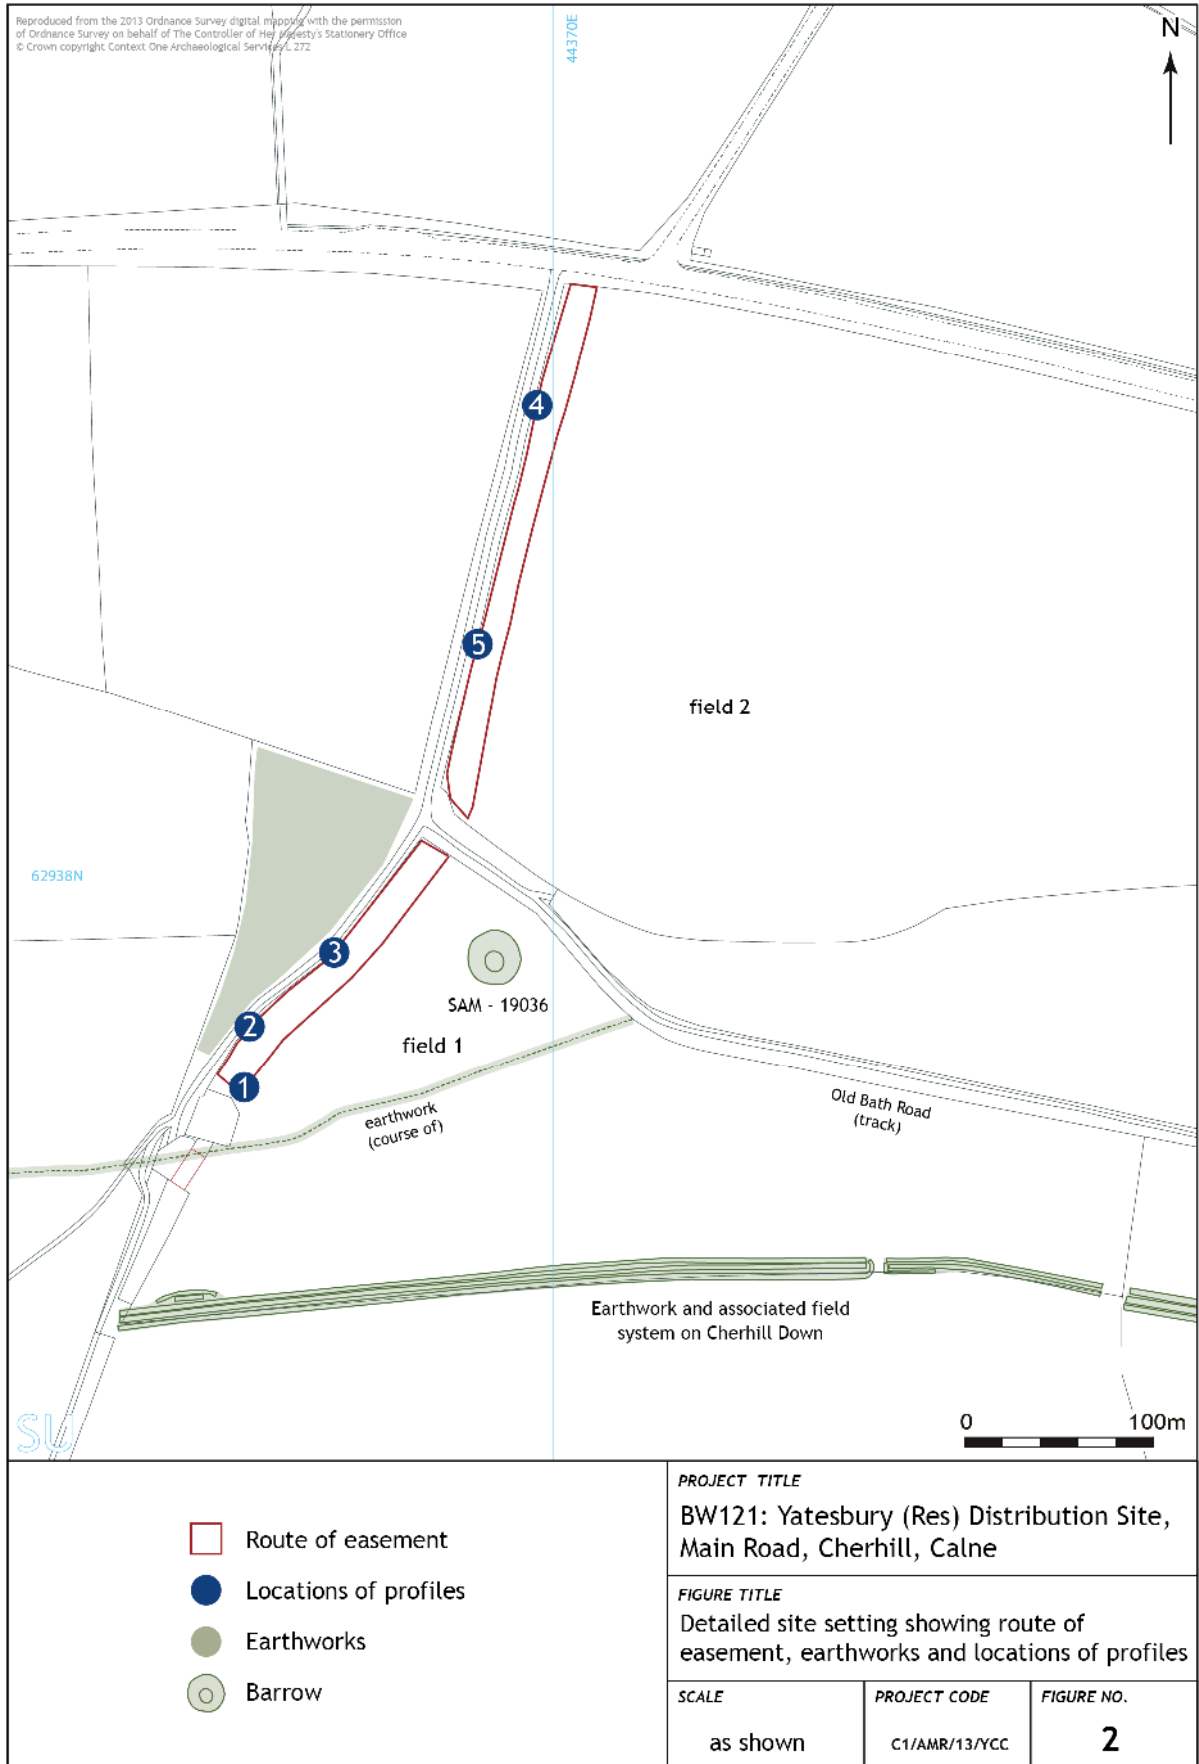 Reproduced from the 2013 Ordnance Survey digital mapping with the permission
of Ordnance Survey on behalf of The Controller of Her Majesty's Stationery Office
© Crown copyright Context One Archaeological Services L 272
44370E
N
4
5
field 2
62938N
3
SAM - 19036
2
field 1
1
earthwork
(course of)
Old Bath Road
(track)
Earthwork and associated field
system on Cherhill Down
SU
0 100m
Route of easement
Locations of profiles
Earthworks
Barrow
PROJECT TITLE
BW121: Yatesbury (Res) Distribution Site,
Main Road, Cherhill, Calne
FIGURE TITLE
Detailed site setting showing route of
easement, earthworks and locations of profiles
SCALE
as shown
PROJECT CODE
C1/AMR/13/YCC
FIGURE NO.
2